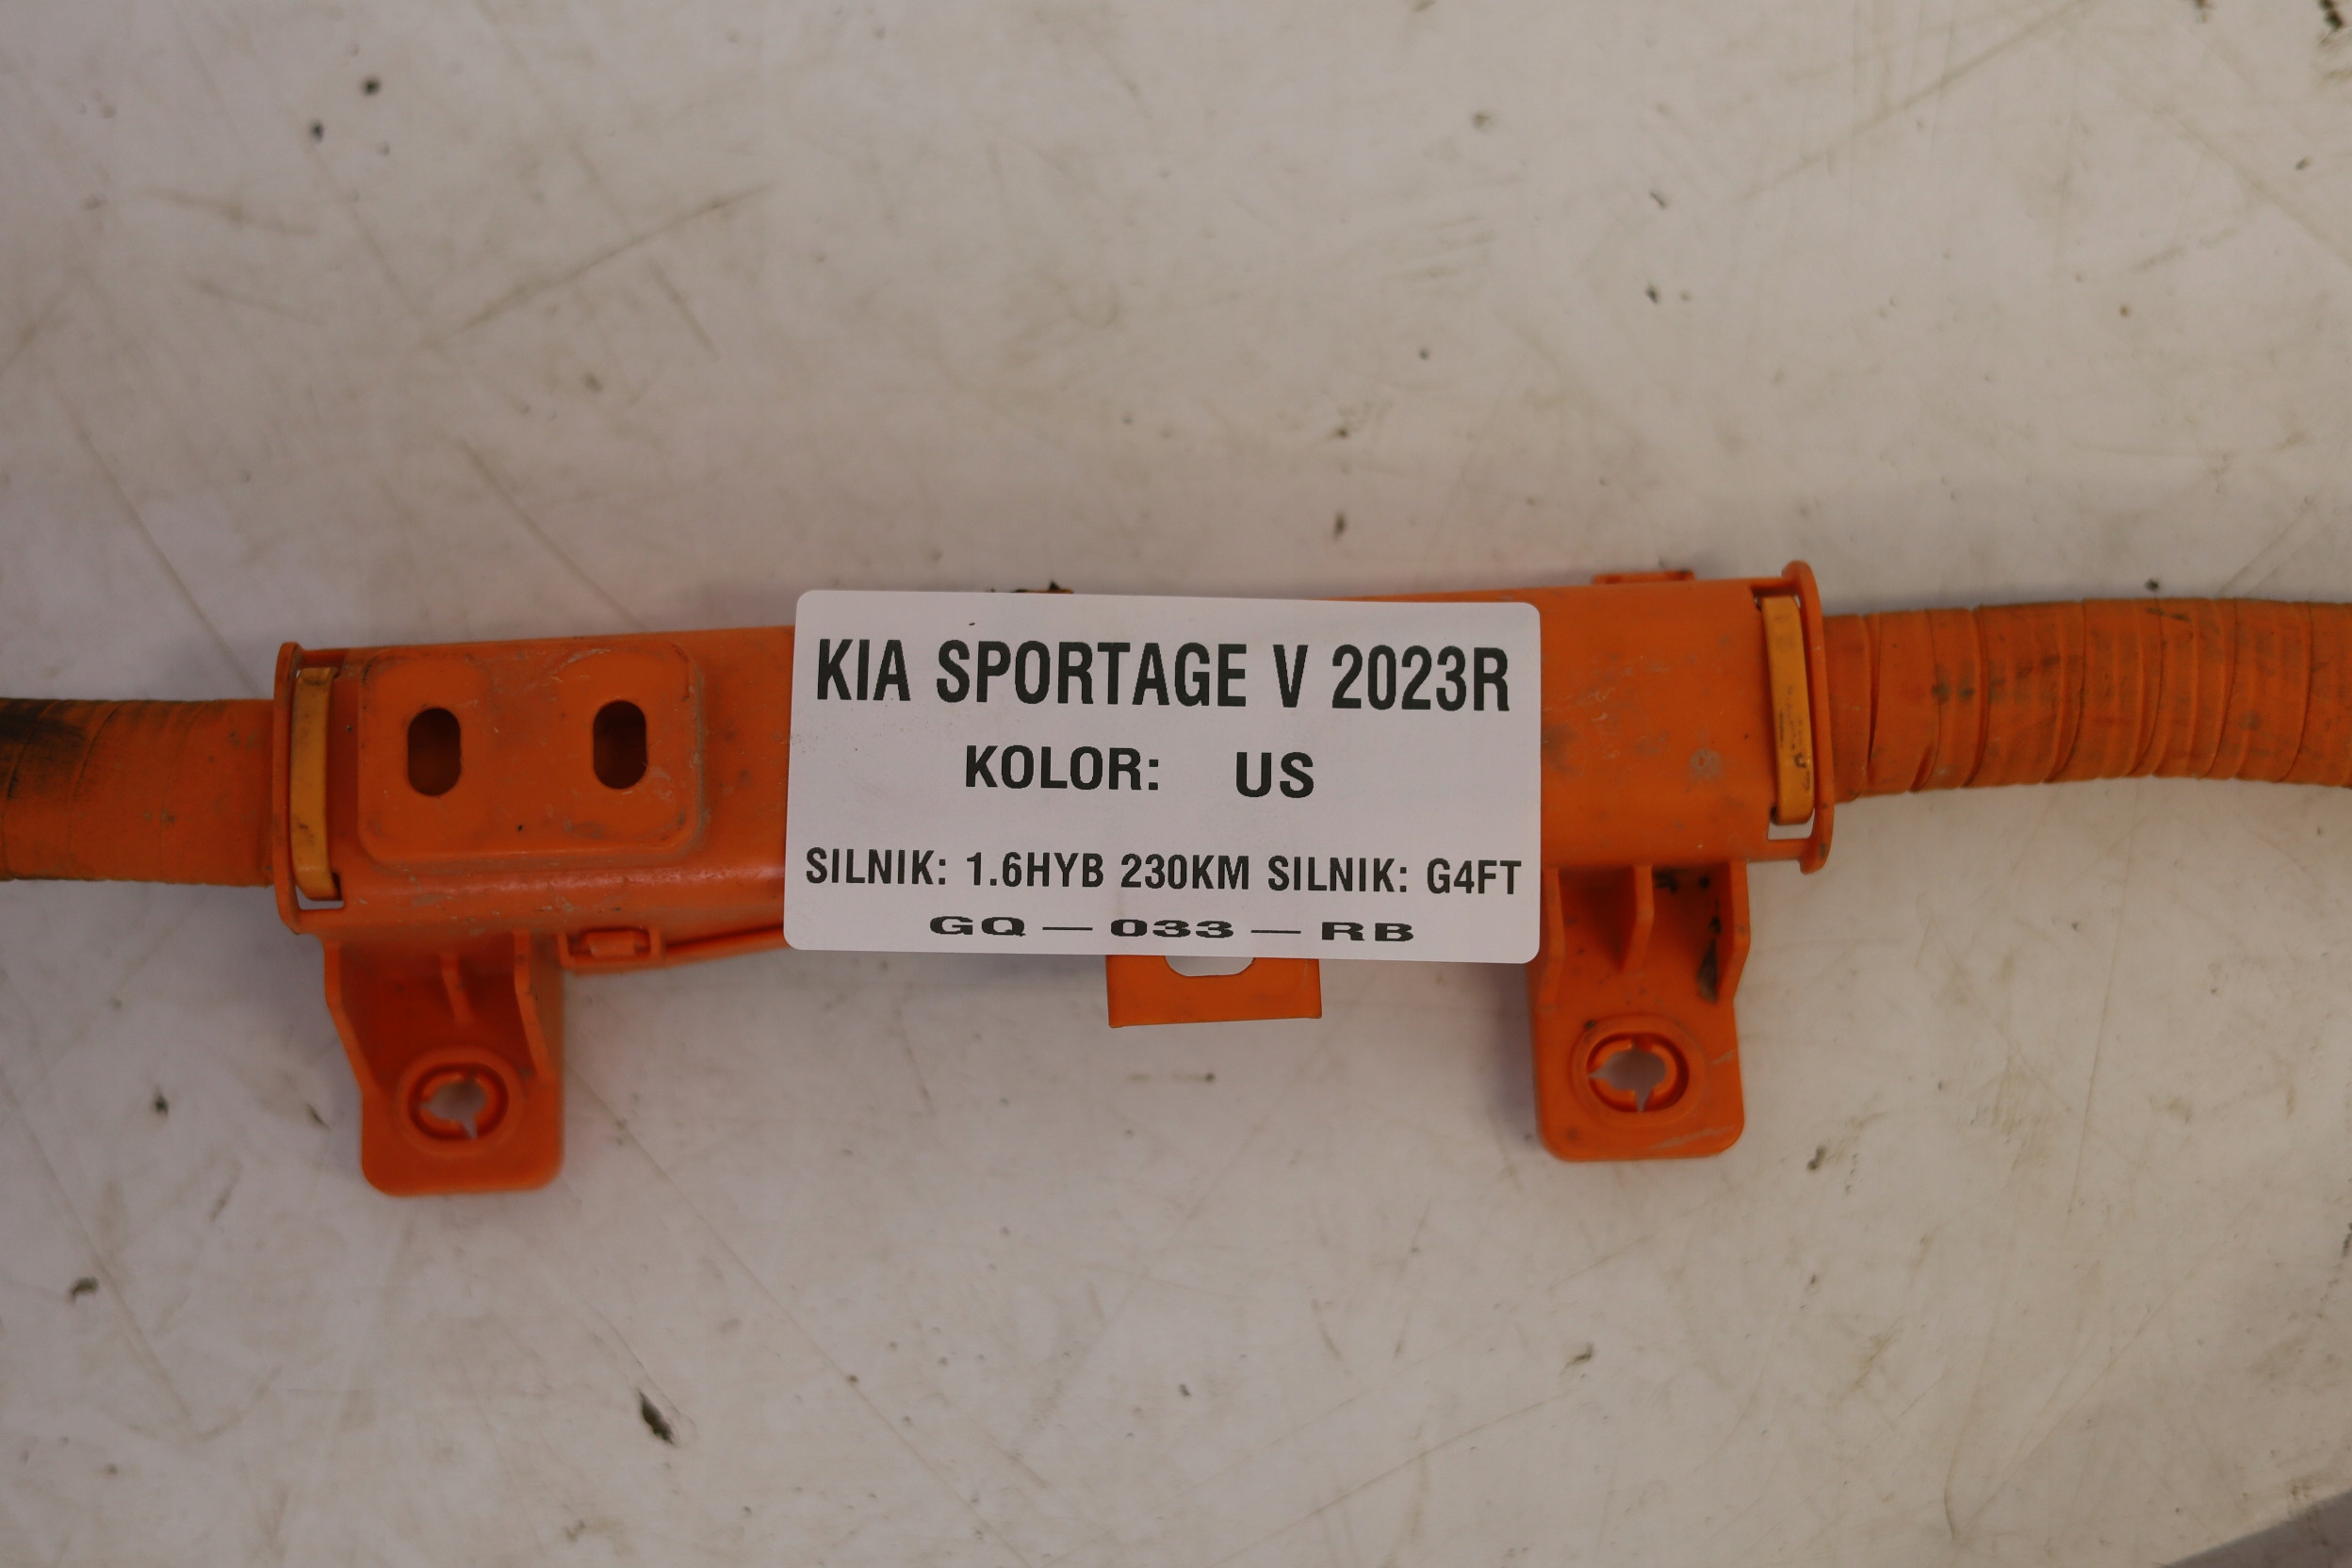 KIA SPORTAGE V 2023R
KOLOR: US
SILNIK: 1.6HYB 230KM SILNIK: G4FT
GQ — 033 — RB